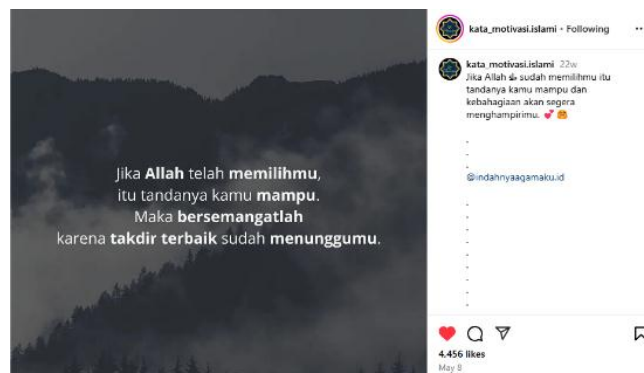 Jika Allah telah memilihmu,
itu tandanya kamu mampu.
Maka bersemangatlah
karena takdir terbaik sudah menunggumu.
kata_motivasi.islami • Following
kata_motivasi.islami 22w
Jika Allah ﷻ sudah memilihmu itu
tandanya kamu mampu dan
kebahagiaan akan segera
menghampirimu. 💕 🤗
.
.
.
@indahnyaagamaku.id
.
.
.
.
.
.
.
.
.
4.456 likes
May 8